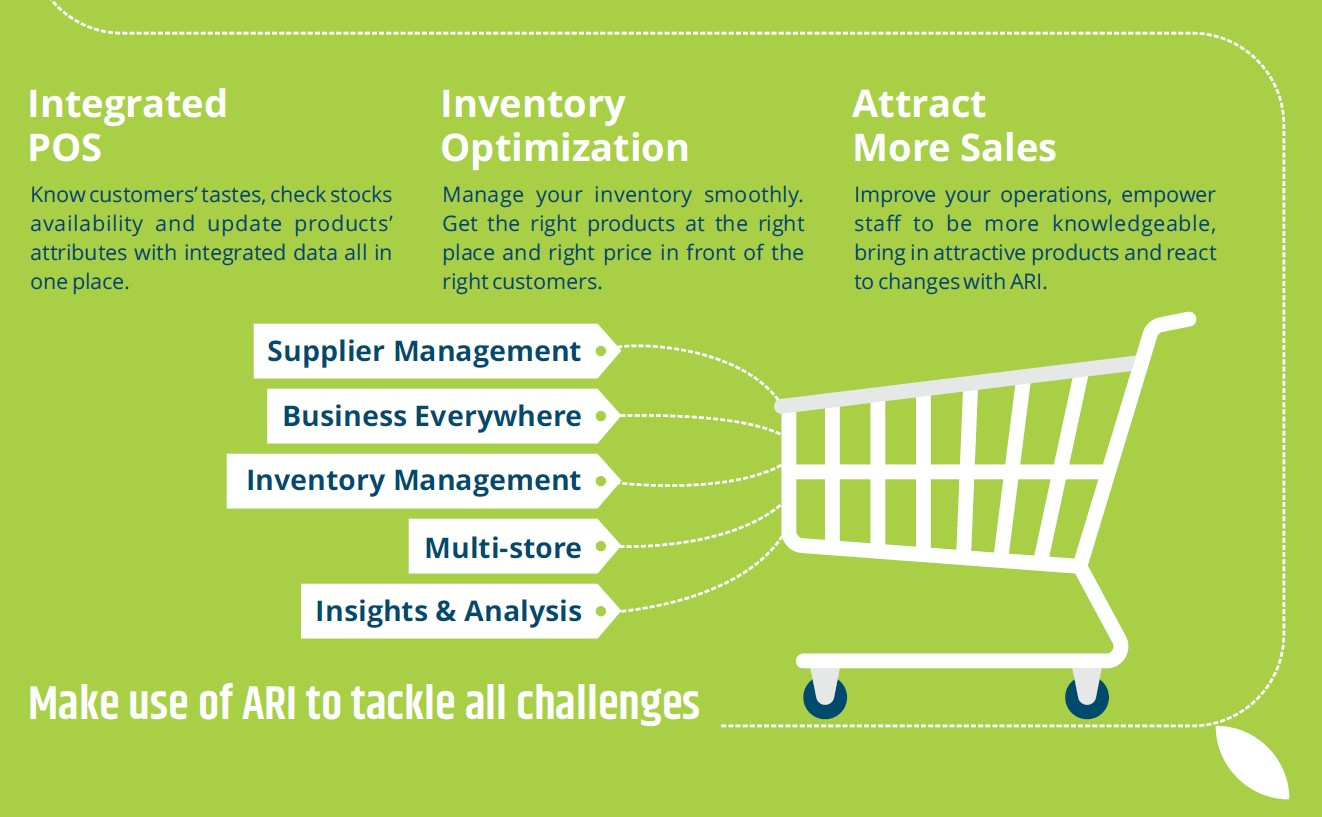 Integrated
POS
Know customers' tastes, check stocks
availability and update products'
attributes with integrated data all in
one place.
Inventory
Optimization
Manage your inventory smoothly.
Get the right products at the right
place and right price in front of the
right customers.
Attract
More Sales
Improve your operations, empower
staff to be more knowledgeable,
bring in attractive products and react
to changes with ARI.
Supplier Management
Business Everywhere
Inventory Management
Multi-store
Insights & Analysis
Make use of ARI to tackle all challenges